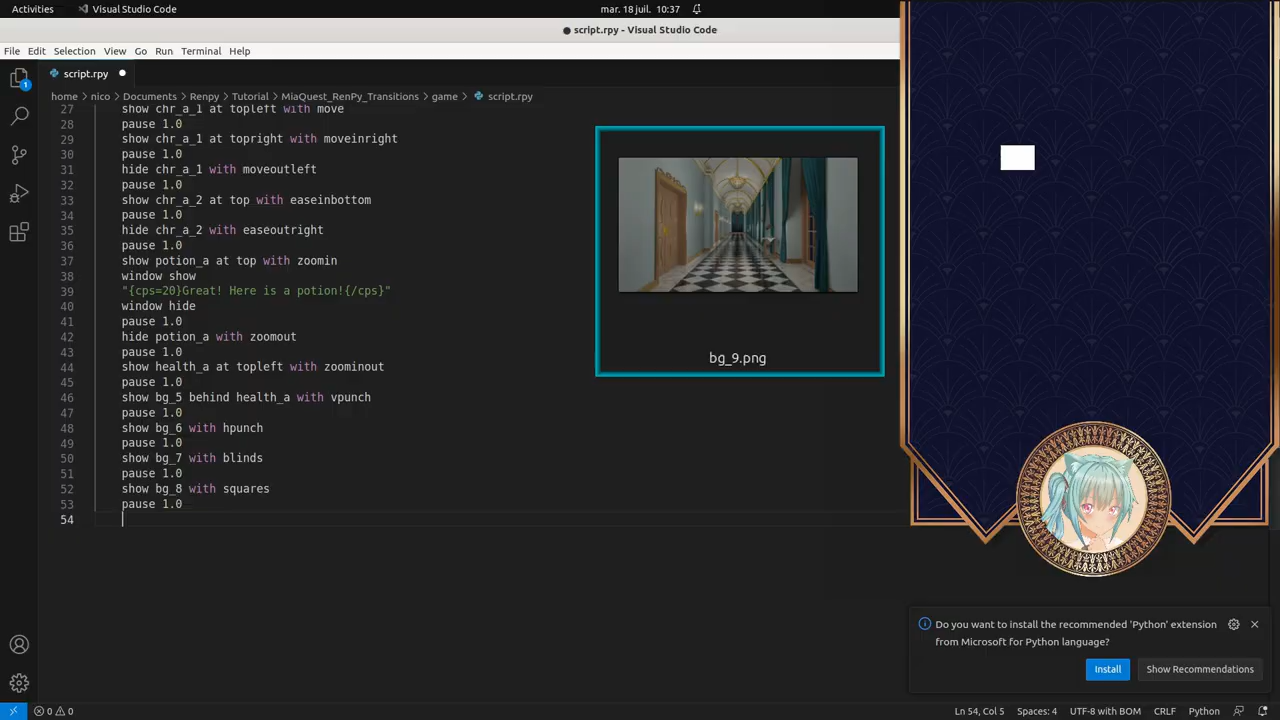 Activities
Visual Studio Code
mar. 18 juil. 10:37
script.rpy - Visual Studio Code
File Edit Selection View Go Run Terminal Help
script.rpy
home nico Documents Renpy Tutorial MiaQuest_RenPy_Transitions game script.rpy
27 show chr_a_1 at topleft with move
28 pause 1.0
29 show chr_a_1 at topright with moveinright
30 pause 1.0
31 hide chr_a_1 with moveoutleft
32 pause 1.0
33 show chr_a_2 at top with easeinbottom
34 pause 1.0
35 hide chr_a_2 with easeoutright
36 pause 1.0
37 show potion_a at top with zoomin
38 window show
39 "{cps=20}Great! Here is a potion!{/cps}"
40 window hide
41 pause 1.0
42 hide potion_a with zoomout
43 pause 1.0
44 show health_a at topleft with zoominout
45 pause 1.0
46 show bg_5 behind health_a with vpunch
47 pause 1.0
48 show bg_6 with hpunch
49 pause 1.0
50 show bg_7 with blinds
51 pause 1.0
52 show bg_8 with squares
53 pause 1.0
54
bg_9.png
1
Do you want to install the recommended 'Python' extension
from Microsoft for Python language?
Install
Show Recommendations
0 0
Ln 54, Col 5
Spaces: 4
UTF-8 with BOM
CRLF
Python